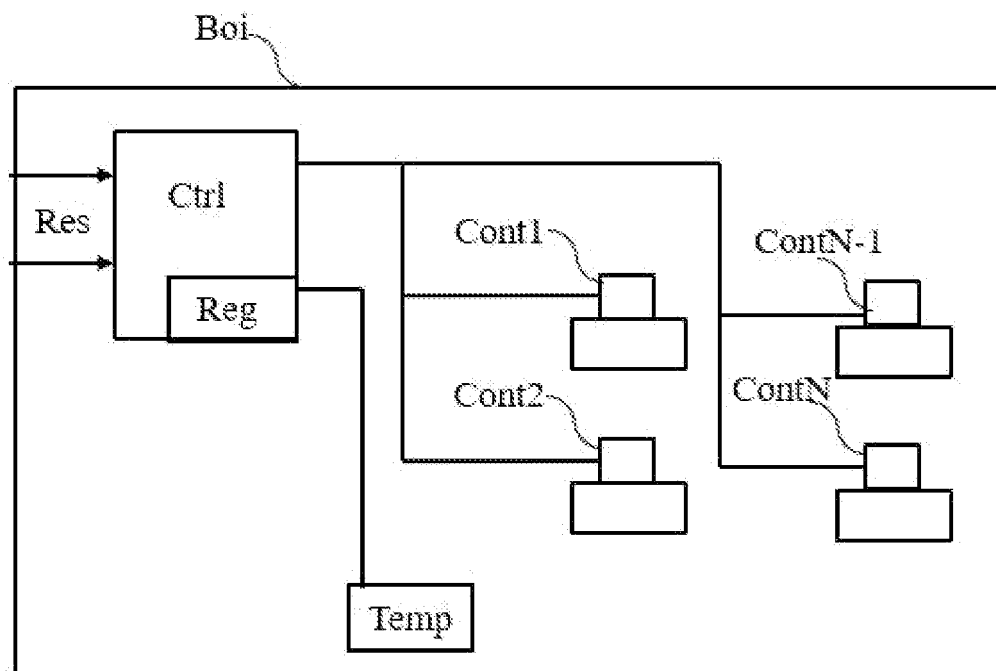 Boi
Ctrl
Res
Reg
Cont1
ContN-1
Cont2
ContN
Temp